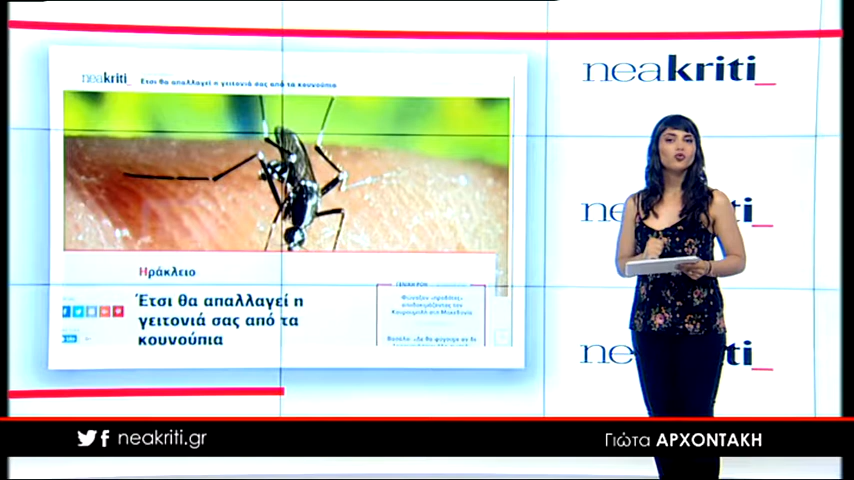 neakriti_ Έτσι θα απαλλαγεί η γειτονιά σας από τα κουνούπια
neakriti_
Ηράκλειο
Έτσι θα απαλλαγεί η
γειτονιά σας από τα
κουνούπια
ΓΕΝΙΚΗ ΡΟΗ
neakriti_
neakriti_
neakriti.gr
Γιώτα ΑΡΧΟΝΤΑΚΗ